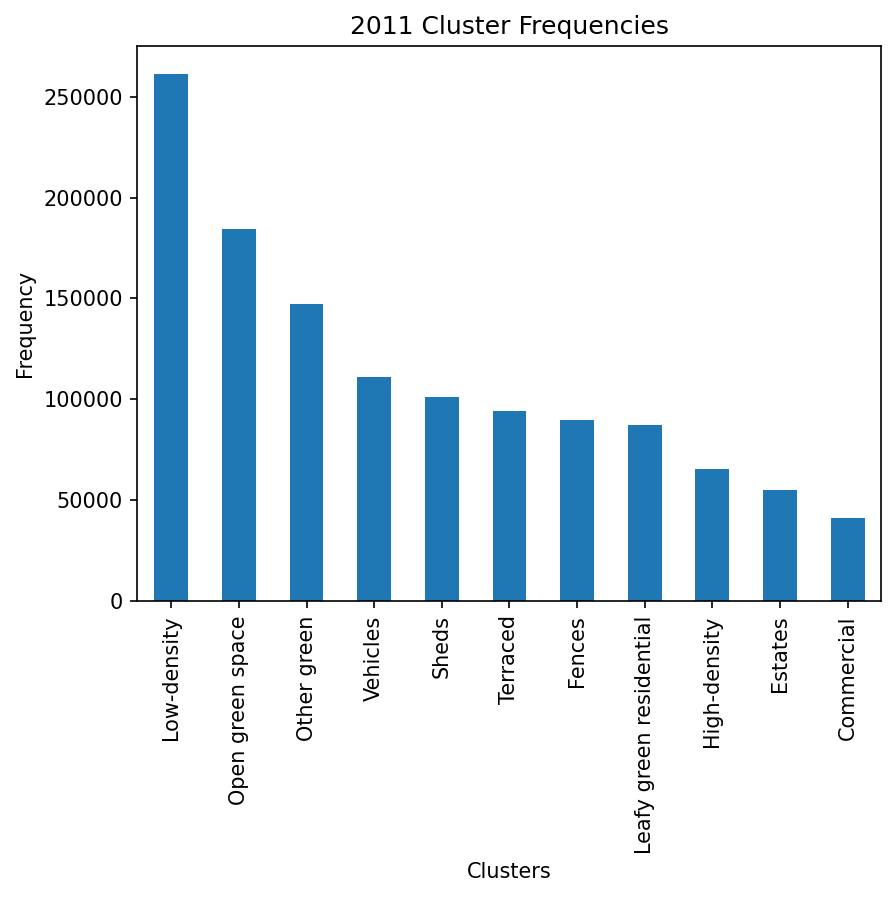 2011 Cluster Frequencies
Frequency
250000
200000
150000
100000
50000
0
Low-density
Open green space
Other green
Vehicles
Sheds
Terraced
Fences
Leafy green residential
High-density
Estates
Commercial
Clusters